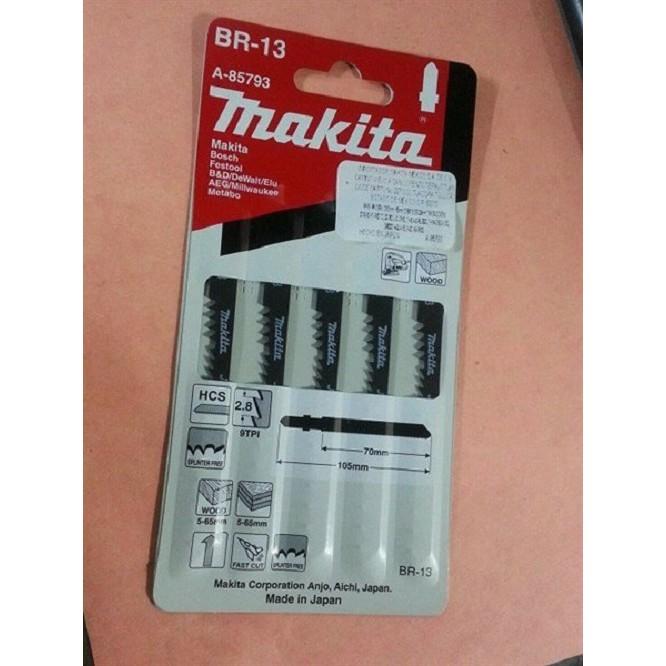 BR-13
A-85793
makita
Makita
Bosch
Festool
B&D/DeWalt/Elu
AEG/Millwaukee
Metabo
WOOD
makita
makita
makita
makita
makita
HCS
2.8
9TPI
70mm
105mm
SPLINTER FREE
WOOD
5-65mm
5-65mm
FAST CUT
SPLINTER FREE
BR-13
Makita Corporation Anjo, Aichi, Japan.
Made in Japan